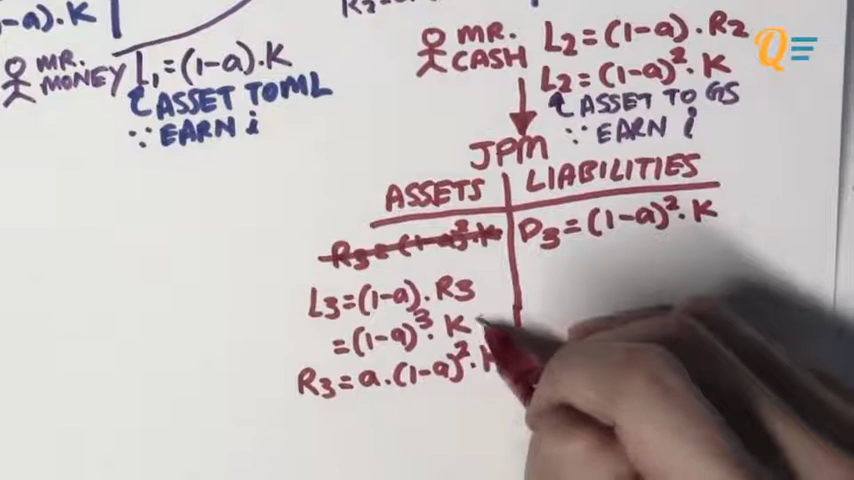 -a)·K
MR.
MONEY
L₁=(1-a)·K
ASSET TO ML
∵ EARN i
MR.
CASH
L₂=(1-a)·R₂
L₂=(1-a)²·K
ASSET TO GS
∵ EARN i
JPM
ASSETS
LIABILITIES
R₃=(1-a)²·K
D₃=(1-a)²·K
L₃=(1-a)·R₃
=(1-a)³·K
R₃=a·(1-a)²·K
Q